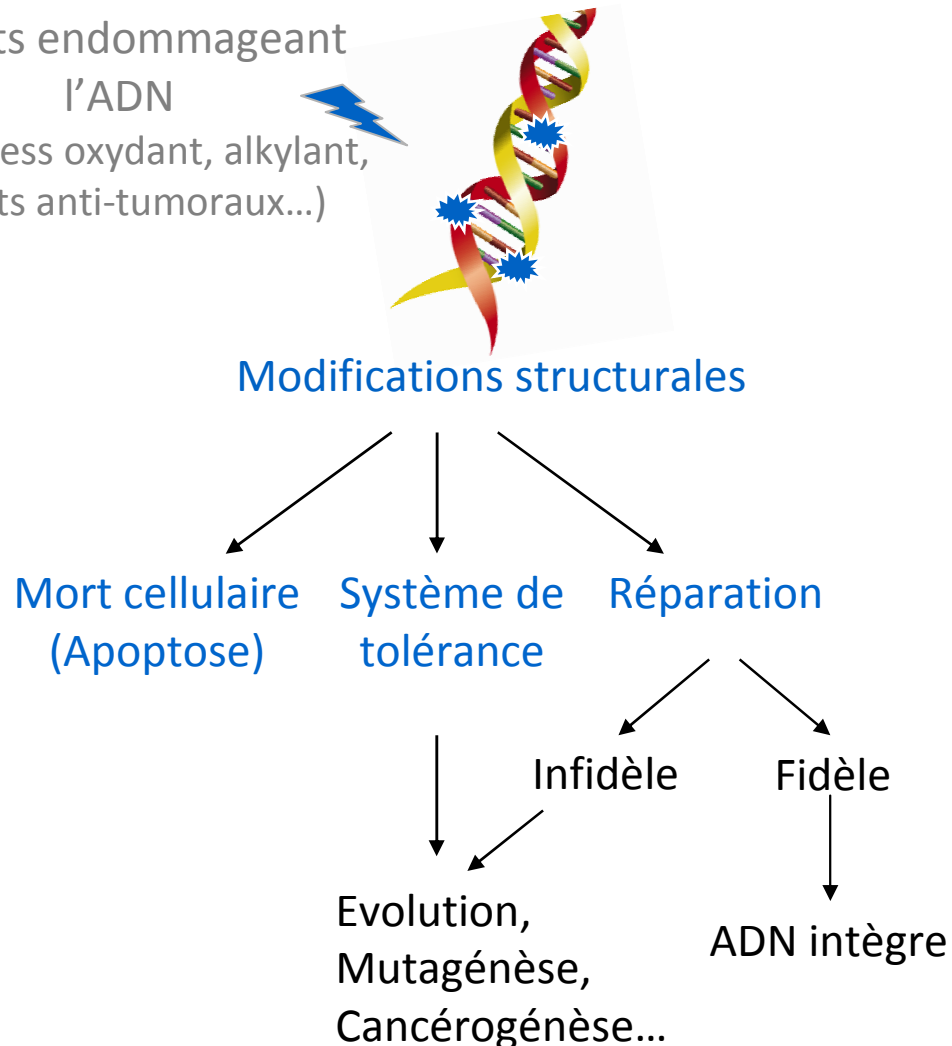 ts endommageant
l’ADN
ess oxydant, alkylant,
ts anti-tumoraux…)
Modifications structurales
Mort cellulaire
(Apoptose)
Système de
tolérance
Réparation
Infidèle
Fidèle
Evolution,
Mutagénèse,
Cancérogénèse…
ADN intègre